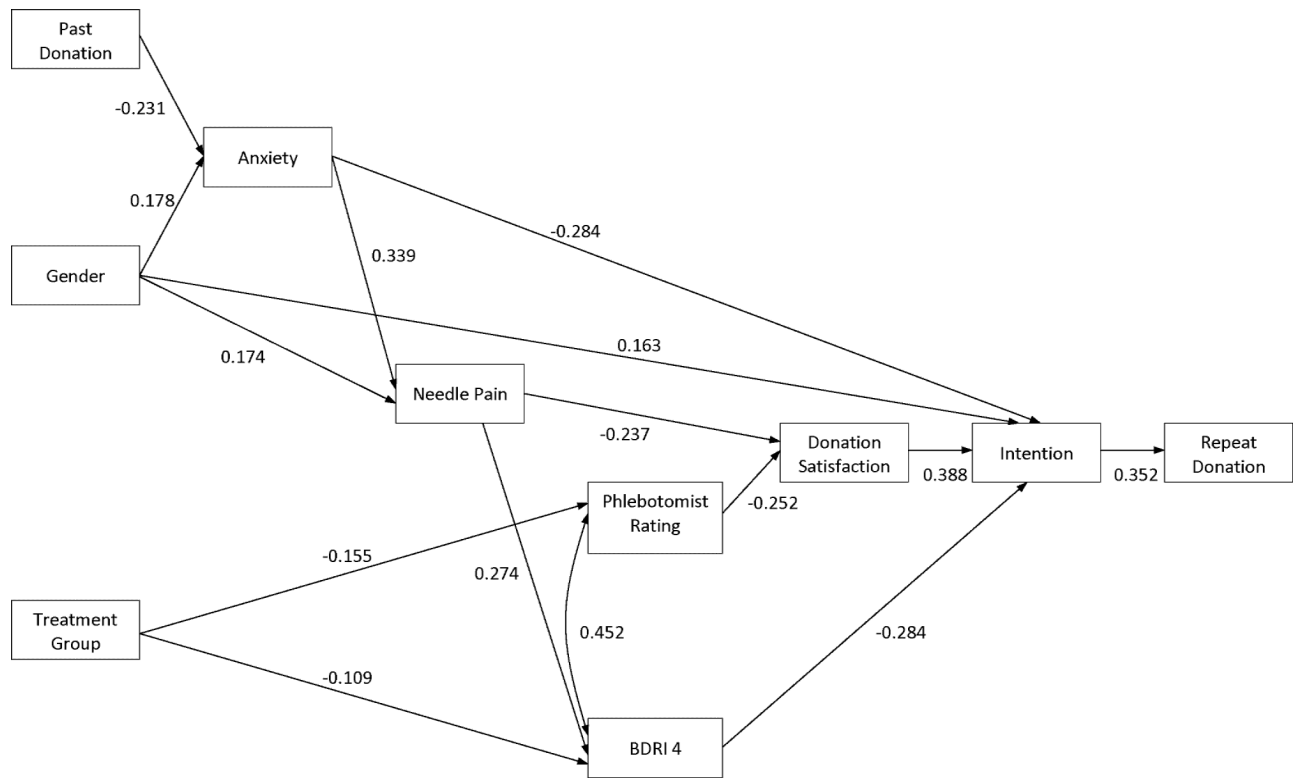 Past
Donation
-0.231
Anxiety
0.178
-0.284
Gender
0.339
0.163
0.174
Needle Pain
-0.237
Donation
Satisfaction
0.388
Intention
0.352
Repeat
Donation
Phlebotomist
Rating
-0.252
-0.155
0.274
Treatment
Group
0.452
-0.284
-0.109
BDRI 4